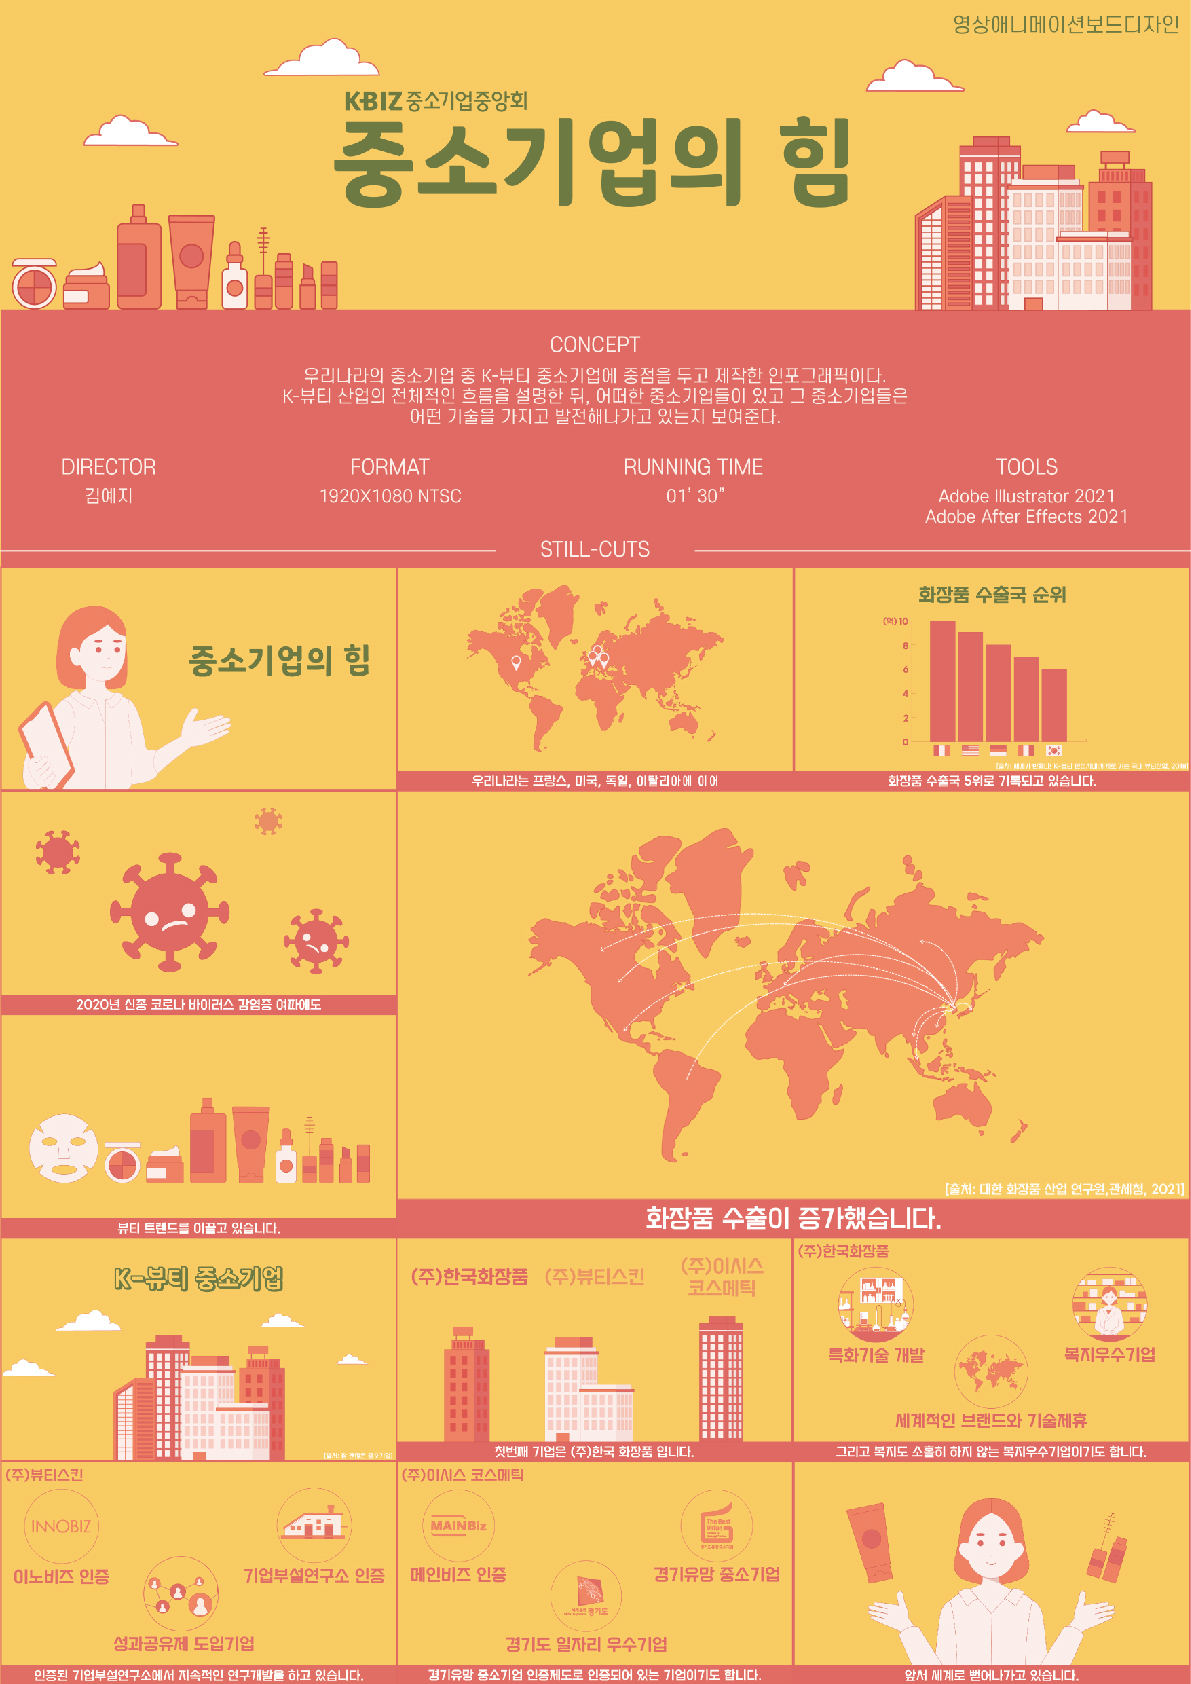 영상애니메이션보드디자인
K-BIZ 중소기업중앙회
중소기업의 힘
CONCEPT
우리나라의 중소기업 중 K-뷰티 중소기업에 중점을 두고 제작한 인포그래픽이다.
K-뷰티 산업의 전체적인 흐름을 설명한 뒤, 어떠한 중소기업들이 있고 그 중소기업들은
어떤 기술을 가지고 발전해나가고 있는지 보여준다.
DIRECTOR
김예지
FORMAT
1920X1080 NTSC
RUNNING TIME
01' 30"
TOOLS
Adobe Illustrator 2021
Adobe After Effects 2021
STILL-CUTS
중소기업의 힘
우리나라는 프랑스, 미국, 독일, 이탈리아에 이어
화장품 수출국 순위
(억) 10
8
6
4
2
0
화장품 수출국 5위로 기록되고 있습니다.
2020년 신종 코로나 바이러스 감염증 여파에도
[출처: 대한 화장품 산업 연구원,관세청, 2021]
화장품 수출이 증가했습니다.
뷰티 트랜드를 이끌고 있습니다.
K-뷰티 중소기업
(주)한국화장품
(주)뷰티스킨
(주)이시스
코스메틱
첫번째 기업은 (주)한국 화장품 입니다.
(주)한국화장품
특화기술 개발
복지우수기업
세계적인 브랜드와 기술제휴
그리고 복지도 소홀히 하지 않는 복지우수기업이기도 합니다.
(주)뷰티스킨
INNOBIZ
이노비즈 인증
기업부설연구소 인증
성과공유제 도입기업
인증된 기업부설연구소에서 지속적인 연구개발을 하고 있습니다.
(주)이시스 코스메틱
MAINBiz
메인비즈 인증
경기유망 중소기업
경기도
경기도 일자리 우수기업
경기유망 중소기업 인증제도로 인증되어 있는 기업이기도 합니다.
앞서 세계로 뻗어나가고 있습니다.